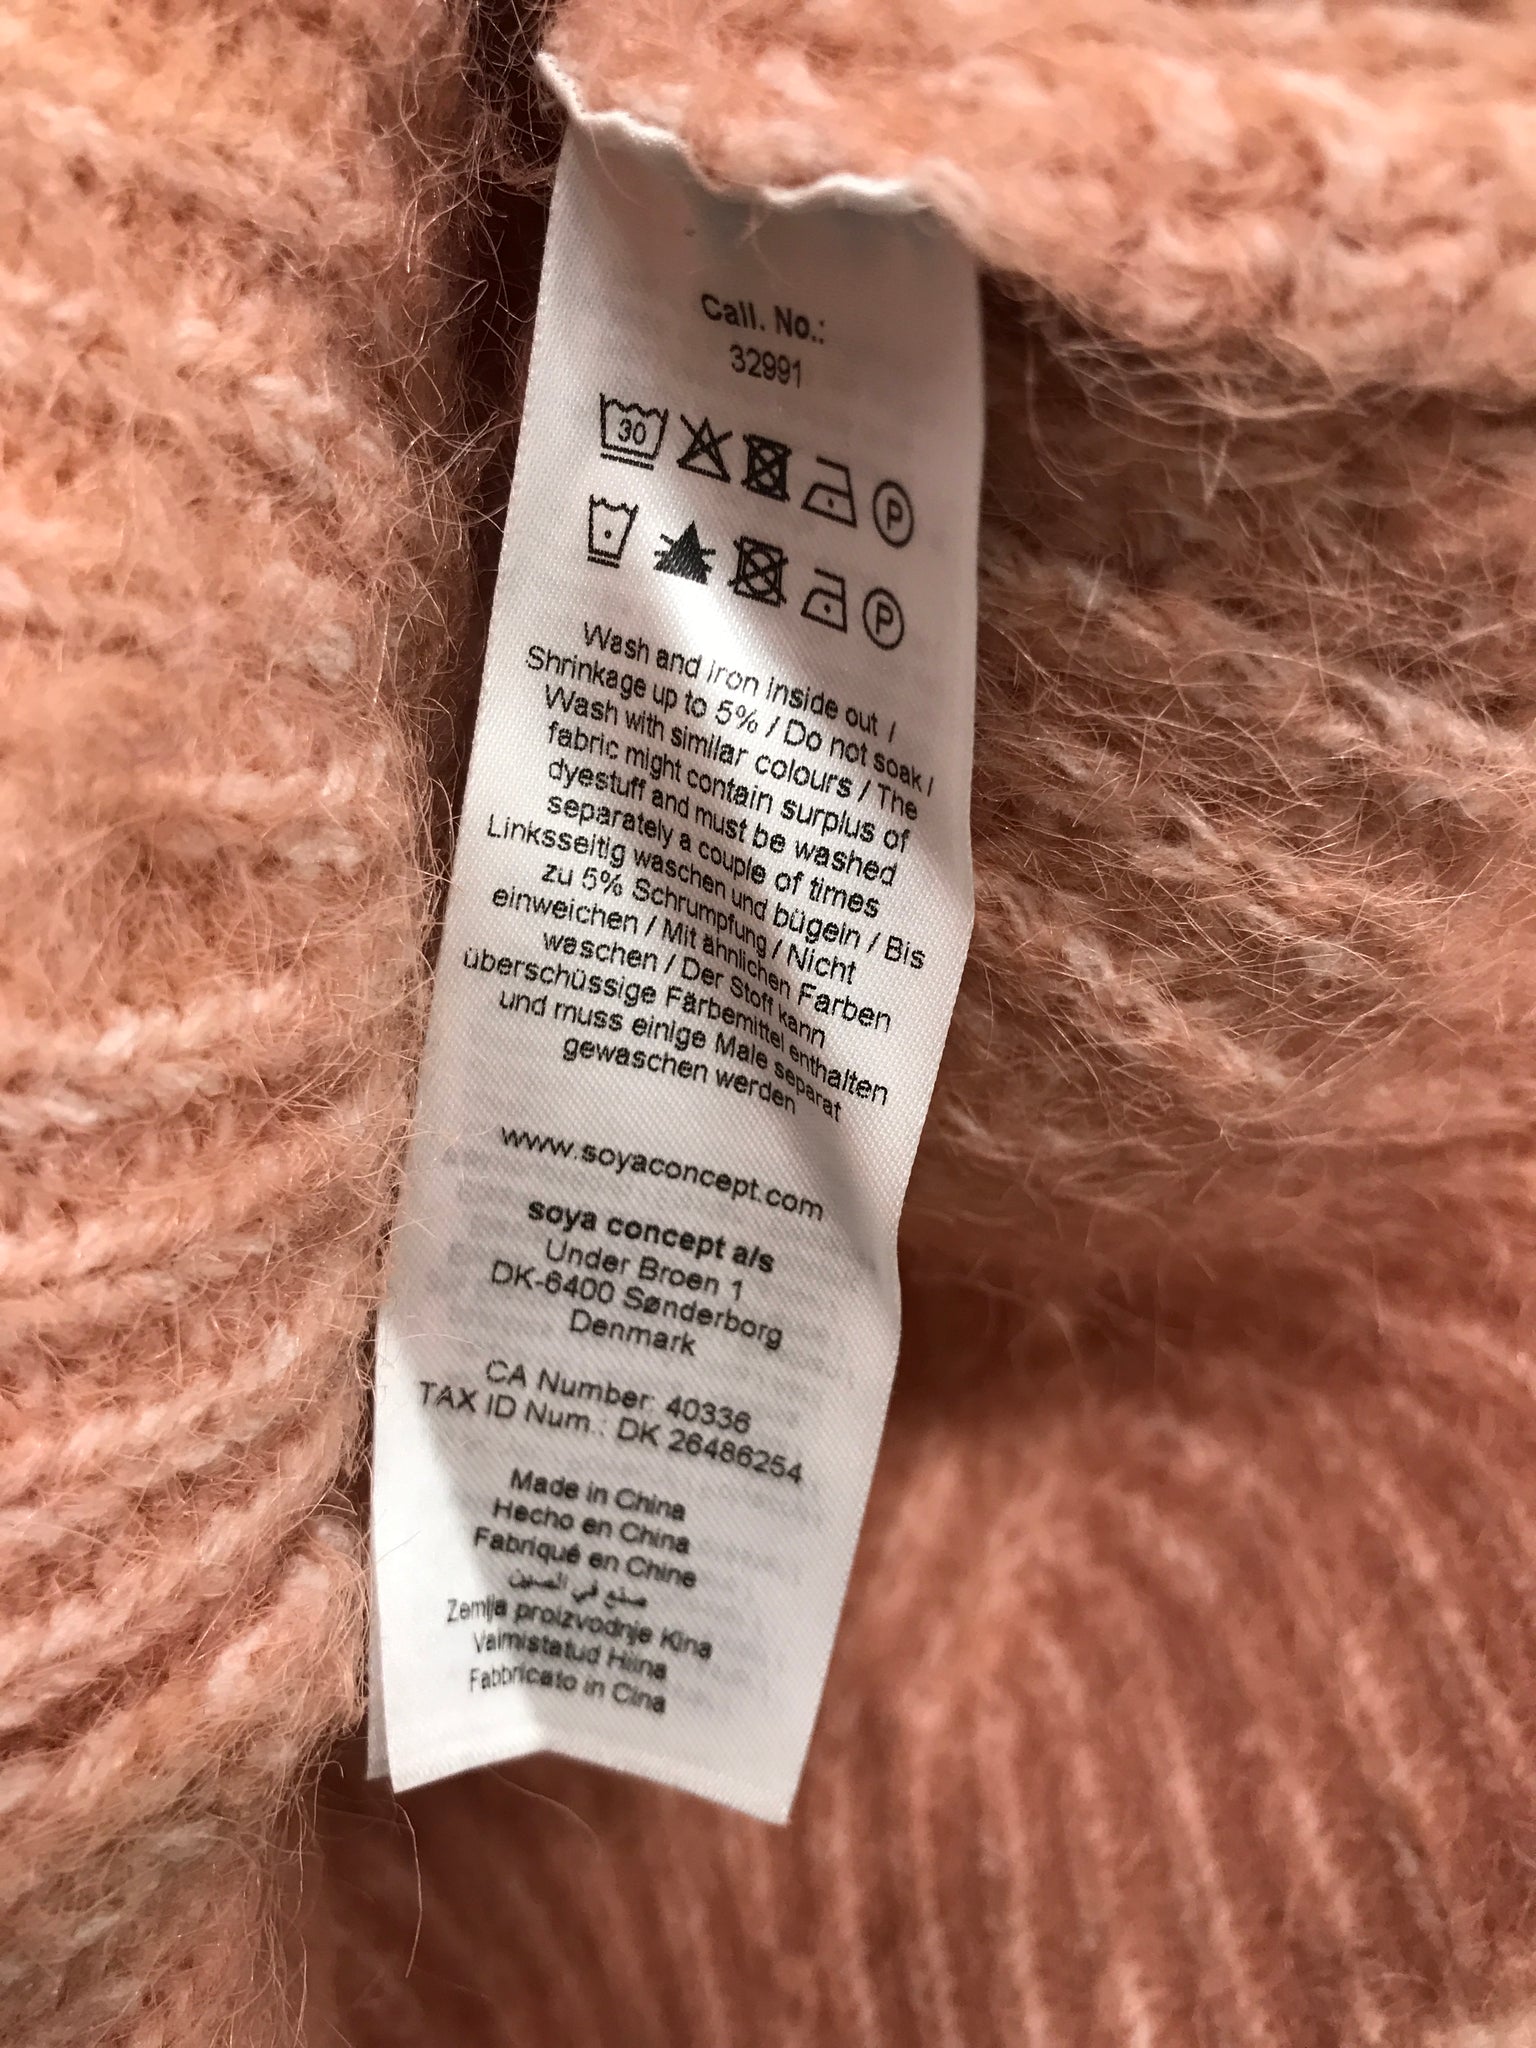 Call. No.:
32991
30
P
P
Wash and iron inside out /
Shrinkage up to 5% / Do not soak /
Wash with similar colours / The
fabric might contain surplus of
dyestuff and must be washed
separately a couple of times
Linksseitig waschen und bügeln / Bis
zu 5% Schrumpfung / Nicht
einweichen / Mit ähnlichen Farben
waschen / Der Stoff kann
überschüssige Färbemittel enthalten
und muss einige Male separat
gewaschen werden
www.soyaconcept.com
soya concept a/s
Under Broen 1
DK-6400 Sønderborg
Denmark
CA Number: 40336
TAX ID Num.: DK 26486254
Made in China
Hecho en China
Fabriqué en Chine
صنع في الصين
Zemlja proizvodnje Kina
Valmistatud Hiina
Fabbricato in Cina